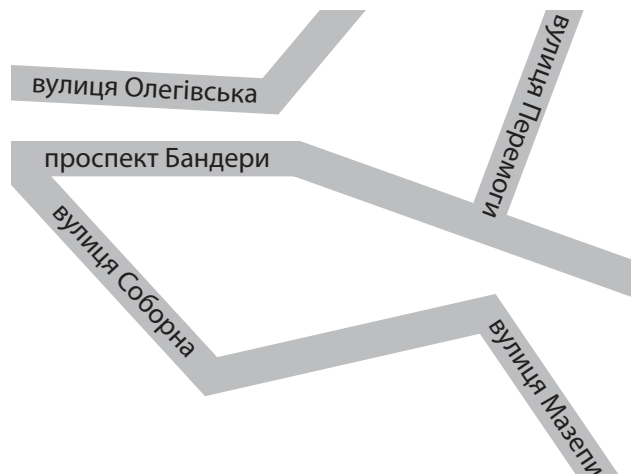 вулиця Олегівська
вулиця Перемоги
проспект Бандери
вулиця Соборна
вулиця Мазепи